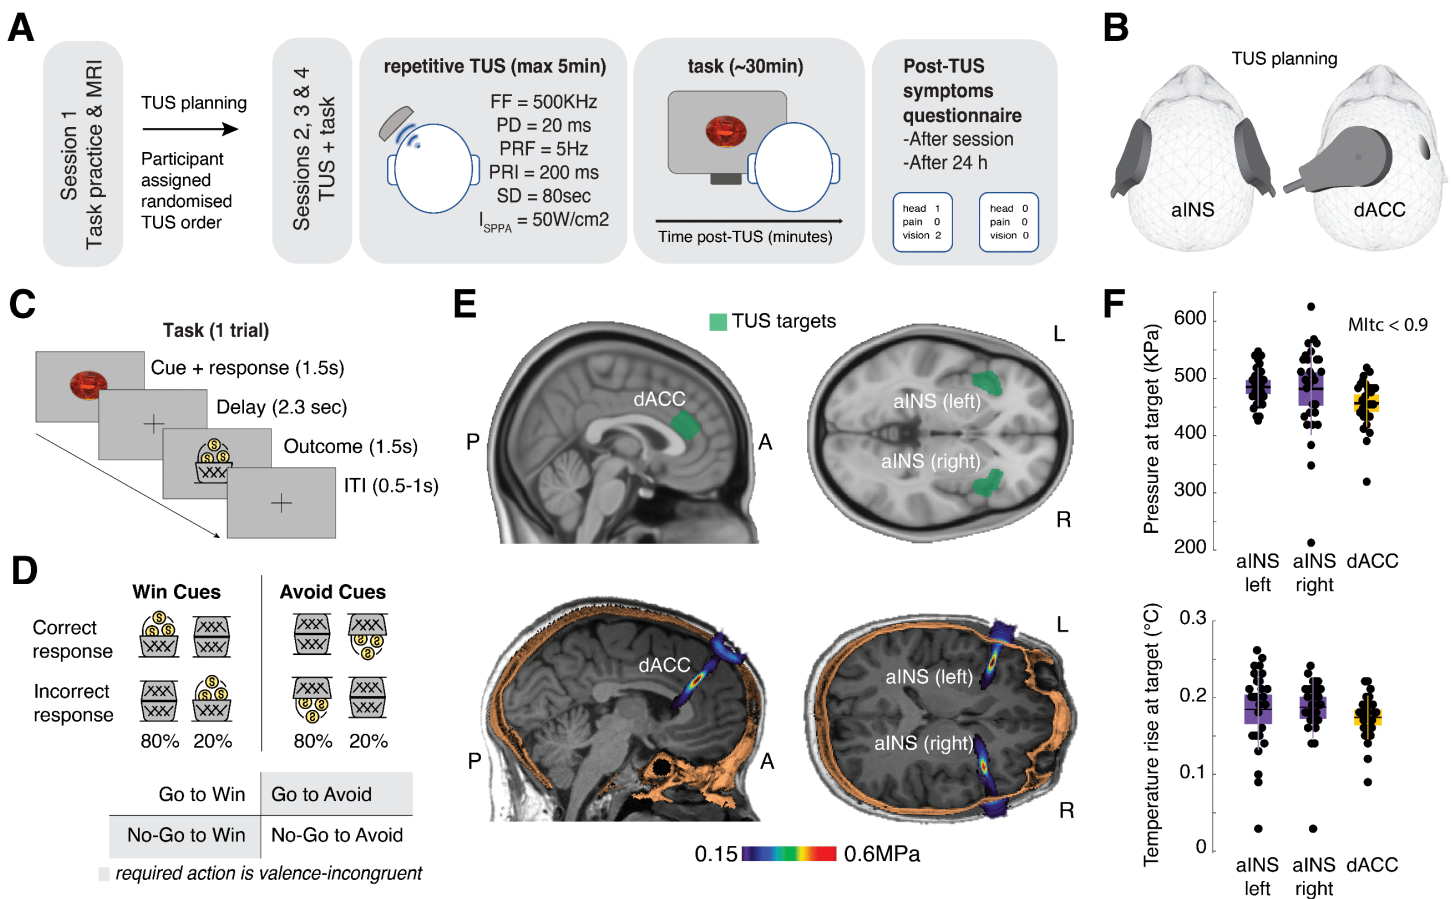 A
Session 1
Task practice & MRI
TUS planning
Participant
assigned
randomised
TUS order
Sessions 2, 3 & 4
TUS + task
repetitive TUS (max 5min)
FF = 500KHz
PD = 20 ms
PRF = 5Hz
PRI = 200 ms
SD = 80sec
ISPPA = 50W/cm2
task (~30min)
Time post-TUS (minutes)
Post-TUS
symptoms
questionnaire
-After session
-After 24 h
head 1
pain 0
vision 2
head 0
pain 0
vision 0
B
TUS planning
aINS
dACC
C
Task (1 trial)
Cue + response (1.5s)
Delay (2.3 sec)
Outcome (1.5s)
ITI (0.5-1s)
D
Win Cues
Avoid Cues
Correct
response
Incorrect
response
80% 20%
80% 20%
Go to Win
Go to Avoid
No-Go to Win
No-Go to Avoid
required action is valence-incongruent
E
TUS targets
dACC
P
A
L
aINS (left)
aINS (right)
R
dACC
P
A
L
aINS (left)
aINS (right)
R
0.15
0.6MPa
F
MItc < 0.9
Pressure at target (KPa)
600
500
400
300
200
aINS
left
aINS
right
dACC
Temperature rise at target (°C)
0.3
0.2
0.1
0
aINS
left
aINS
right
dACC